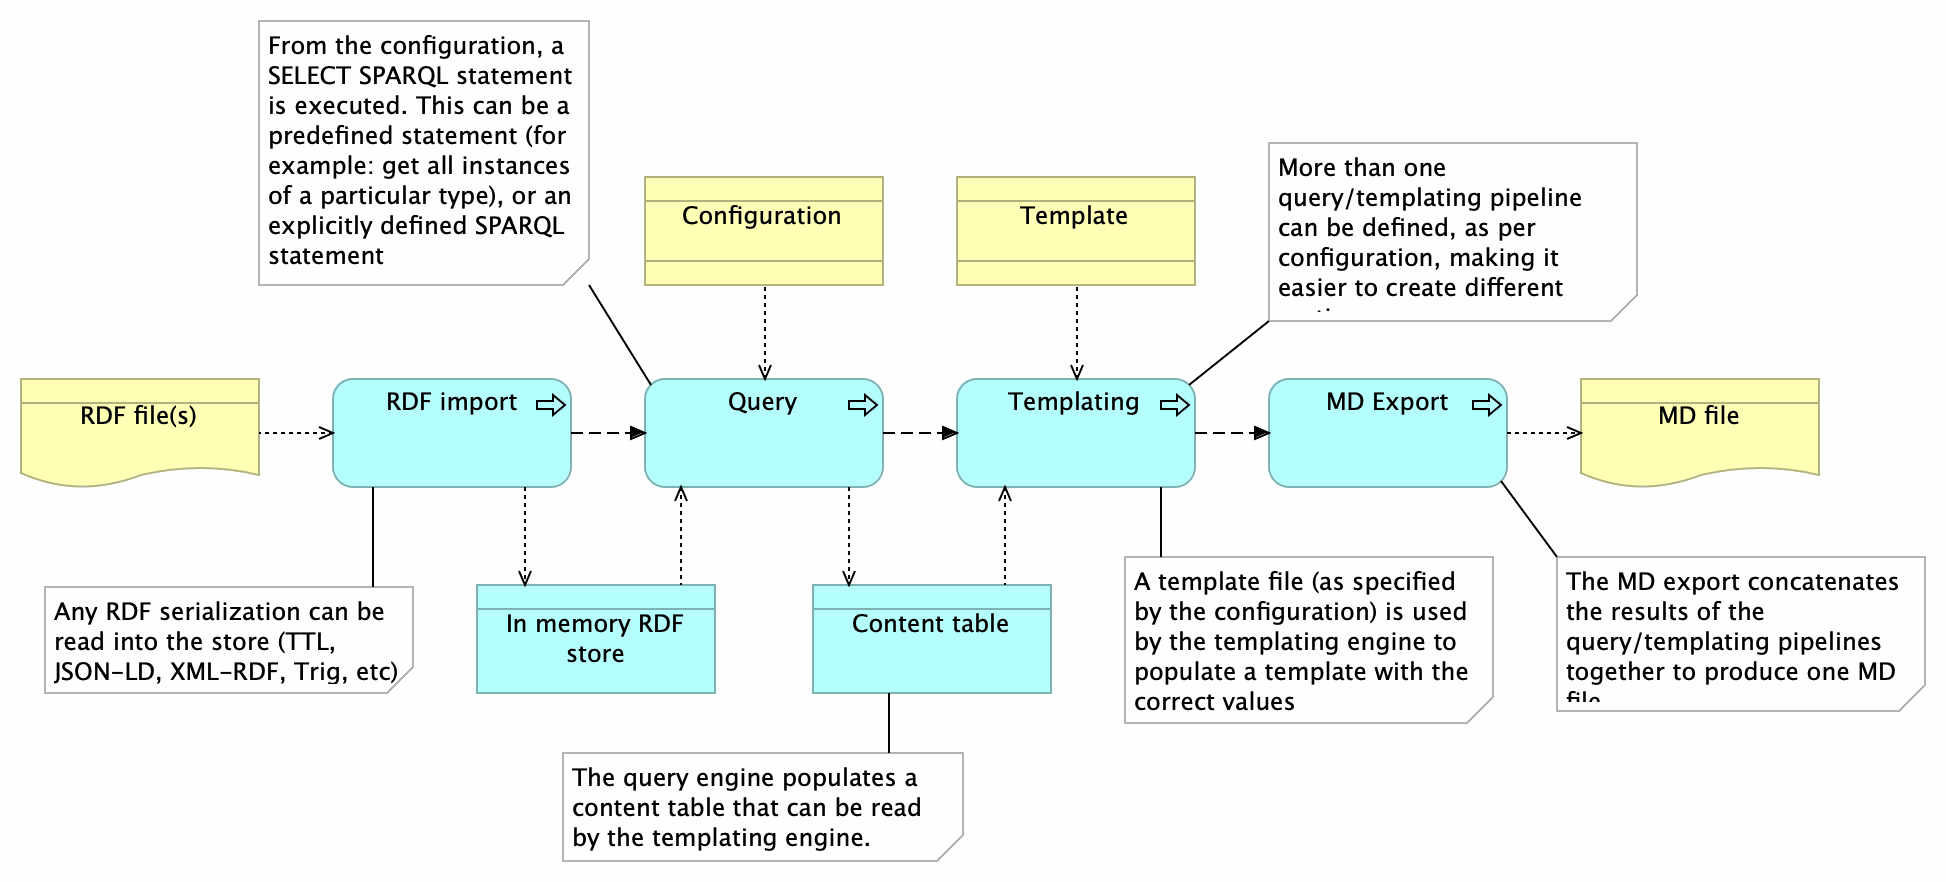 From the configuration, a
SELECT SPARQL statement
is executed. This can be a
predefined statement (for
example: get all instances
of a particular type), or an
explicitly defined SPARQL
statement
Configuration
Template
More than one
query/templating pipeline
can be defined, as per
configuration, making it
easier to create different
RDF file(s)
RDF import
Query
Templating
MD Export
MD file
Any RDF serialization can be
read into the store (TTL,
JSON-LD, XML-RDF, Trig, etc)
In memory RDF
store
Content table
A template file (as specified
by the configuration) is used
by the templating engine to
populate a template with the
correct values
The MD export concatenates
the results of the
query/templating pipelines
together to produce one MD
file
The query engine populates a
content table that can be read
by the templating engine.